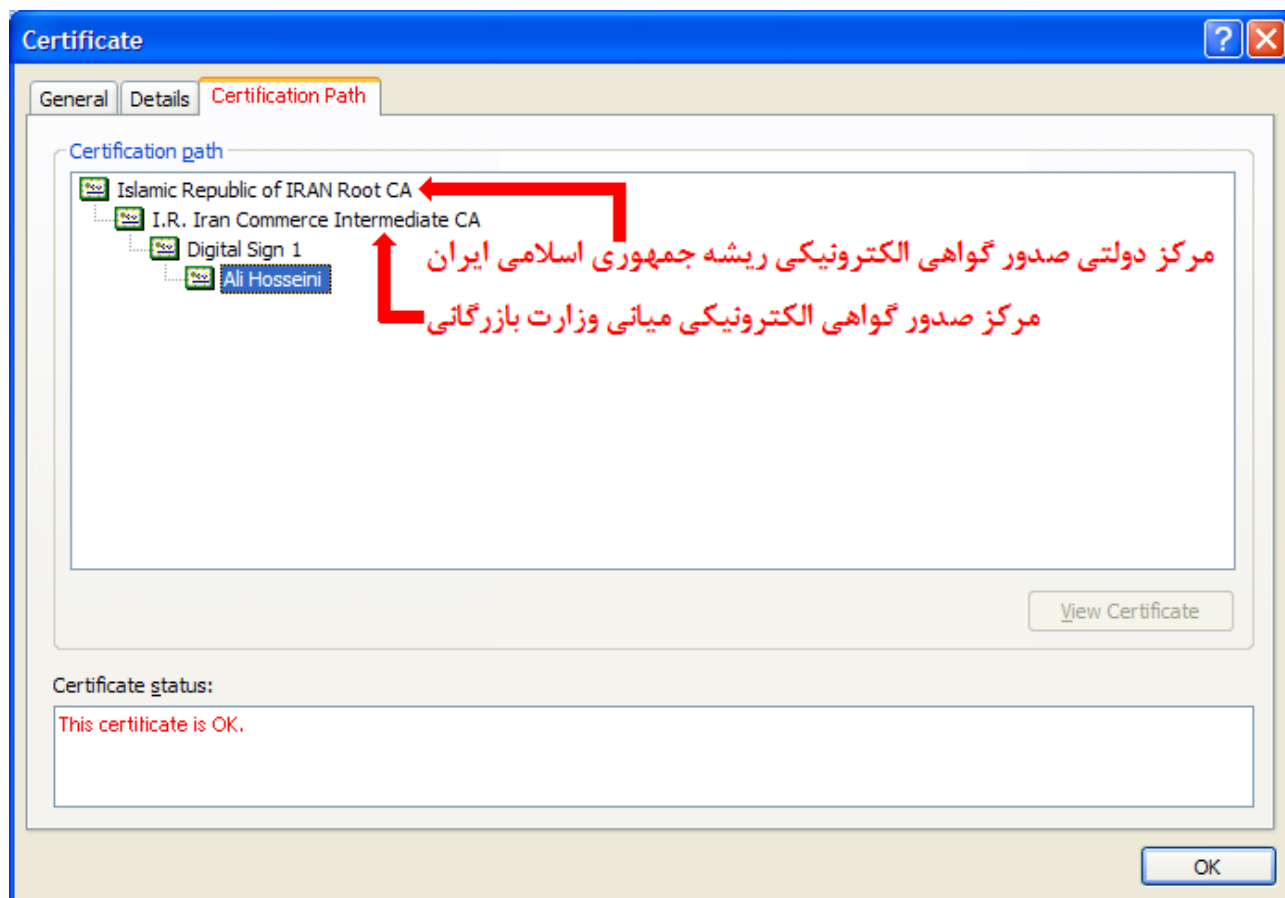 Certificate
General Details Certification Path
Certification path
Islamic Republic of IRAN Root CA
I.R. Iran Commerce Intermediate CA
Digital Sign 1
مرکز دولتی صدور گواهی الکترونیکی ریشه جمهوری اسلامی ایران
Ali Hosseini
مرکز صدور گواهی الکترونیکی میانی وزارت بازرگانی
View Certificate
Certificate status:
This certificate is OK.
OK